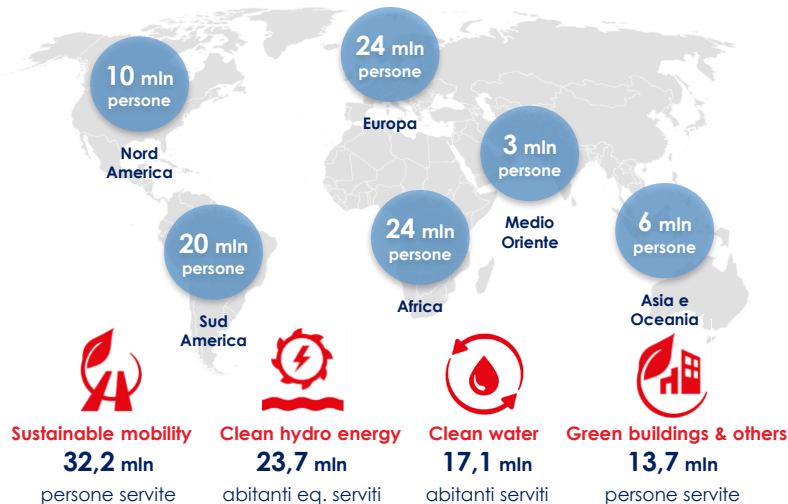 10 mln
persone
Nord
America
24 mln
persone
Europa
3 mln
persone
Medio
Oriente
20 mln
persone
Sud
America
24 mln
persone
Africa
6 mln
persone
Asia e
Oceania
Sustainable mobility
32,2 mln
persone servite
Clean hydro energy
23,7 mln
abitanti eq. serviti
Clean water
17,1 mln
abitanti serviti
Green buildings & others
13,7 mln
persone servite